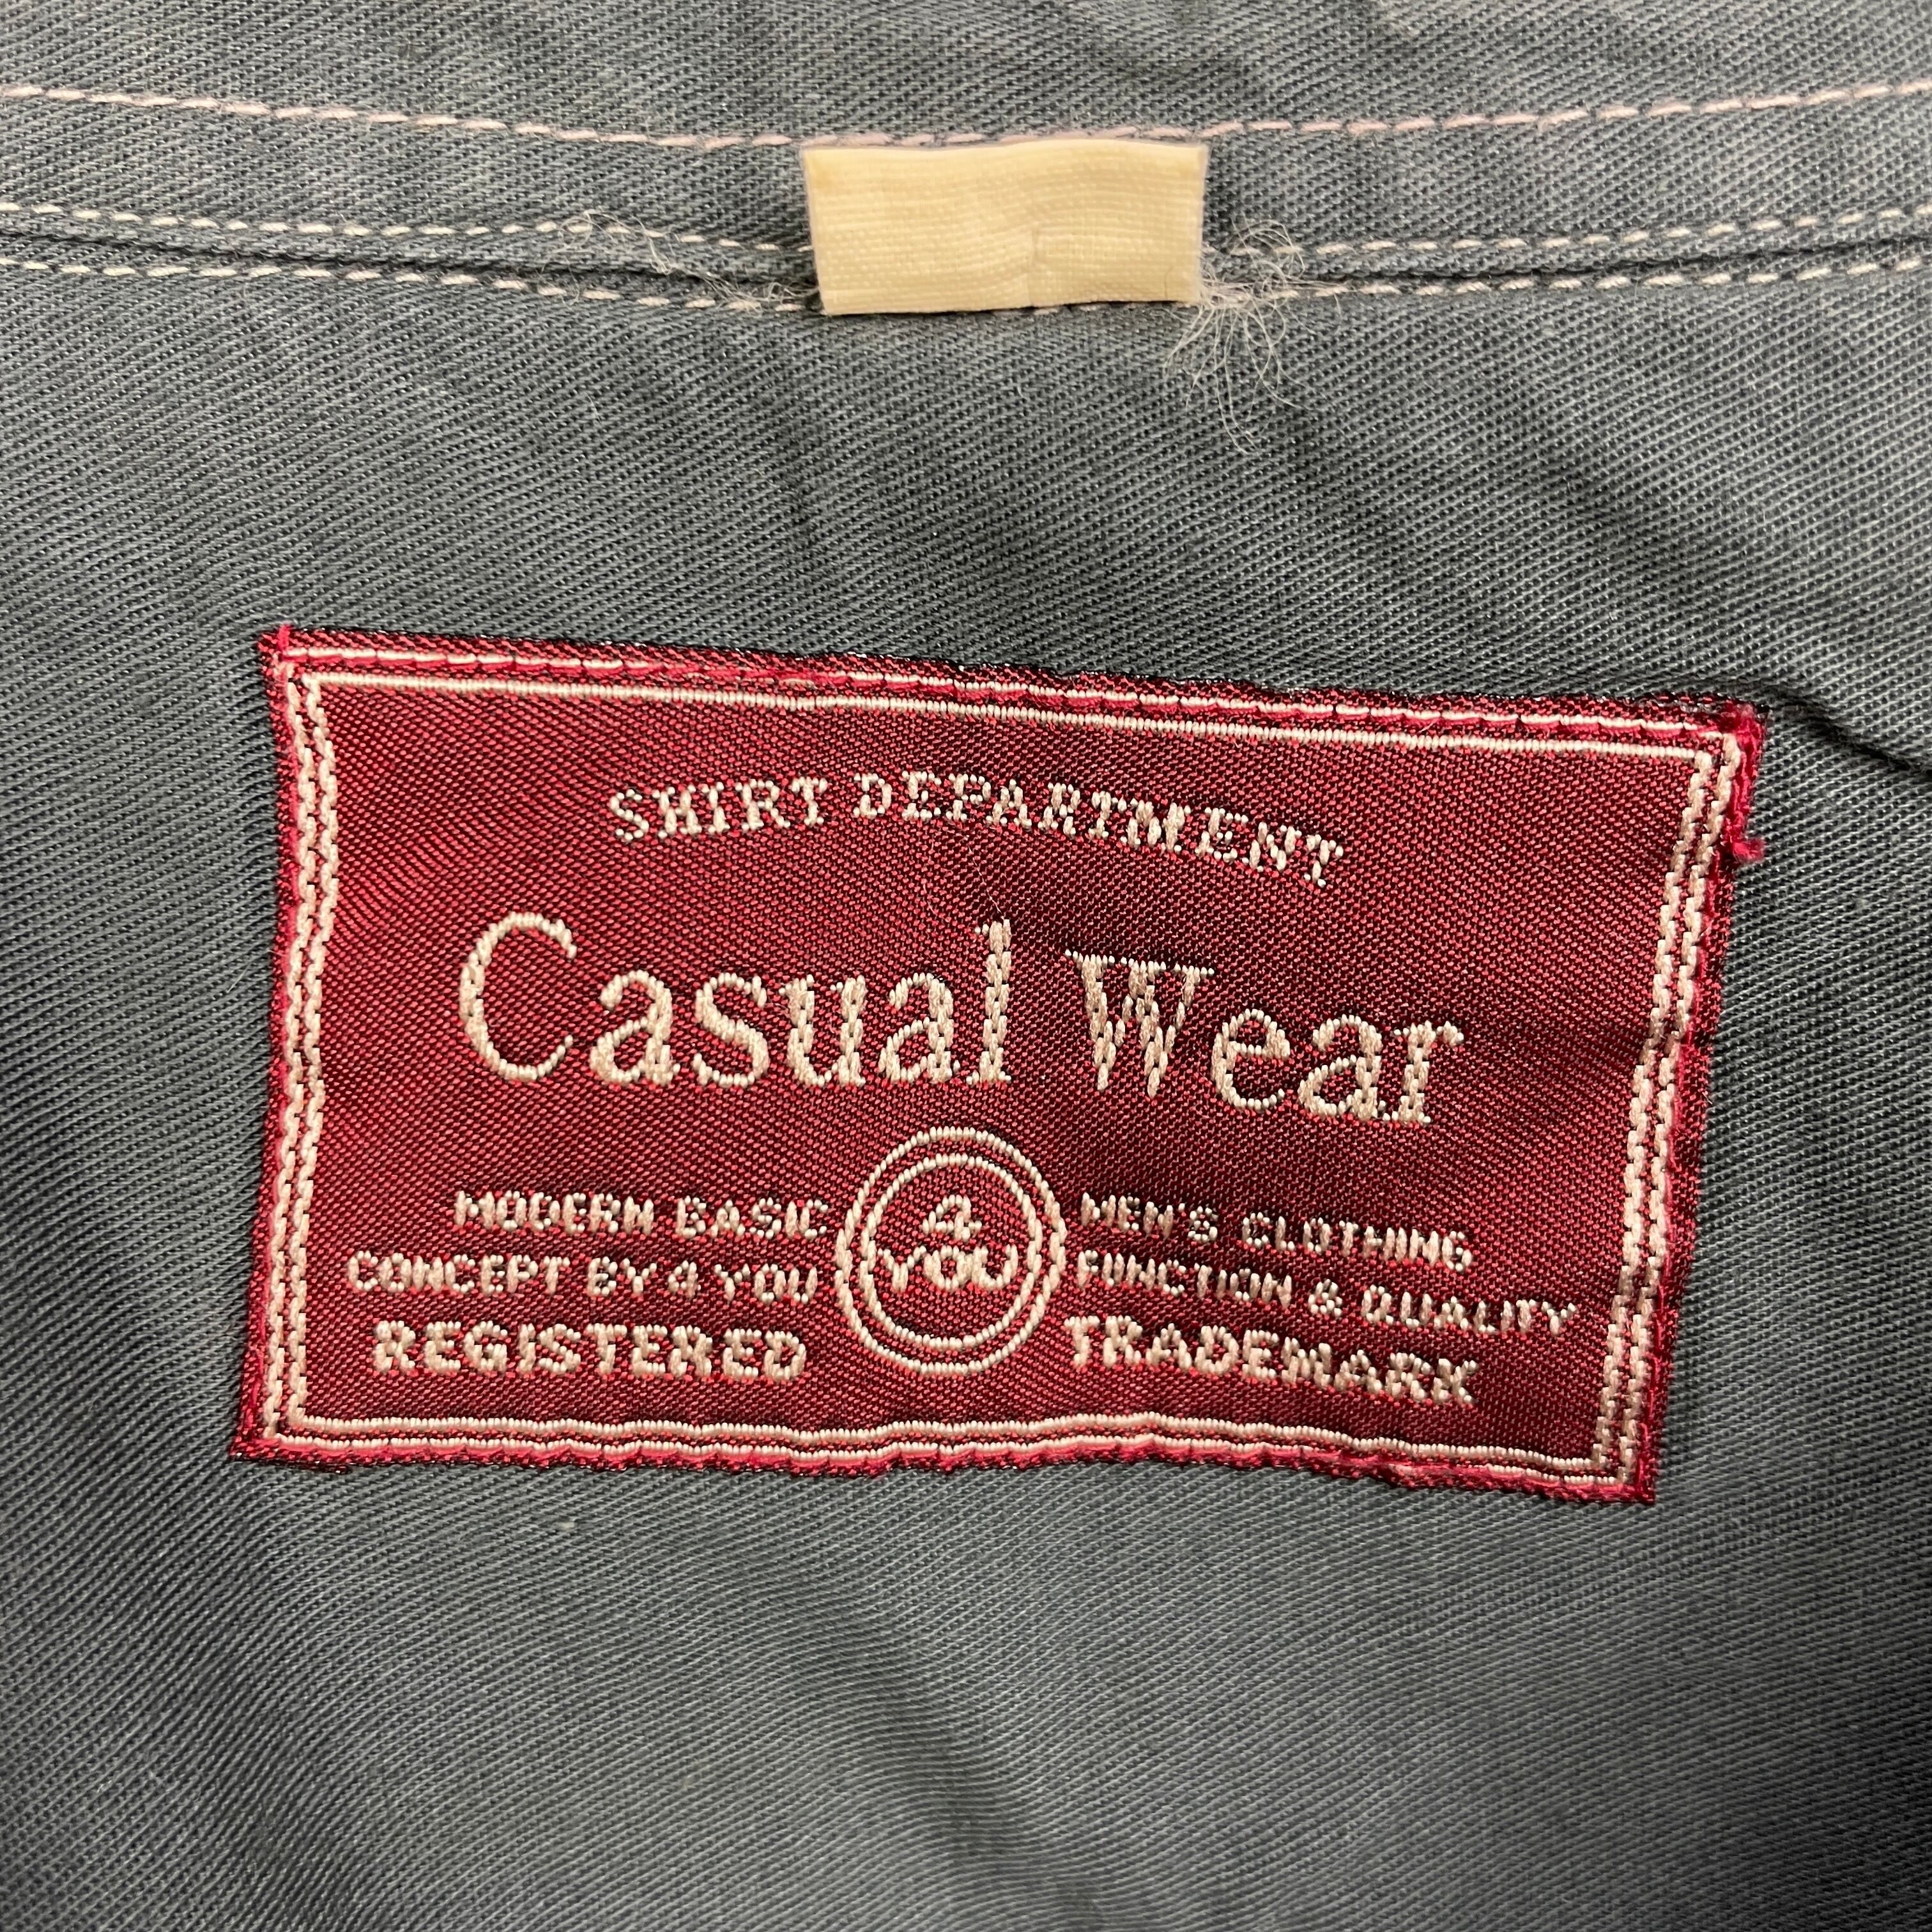 SHIRT DEPARTMENT
Casual Wear
MODERN BASIC
CONCEPT BY 4 YOU
REGISTERED
4
YOU
MEN'S CLOTHING
FUNCTION & QUALITY
TRADEMARK